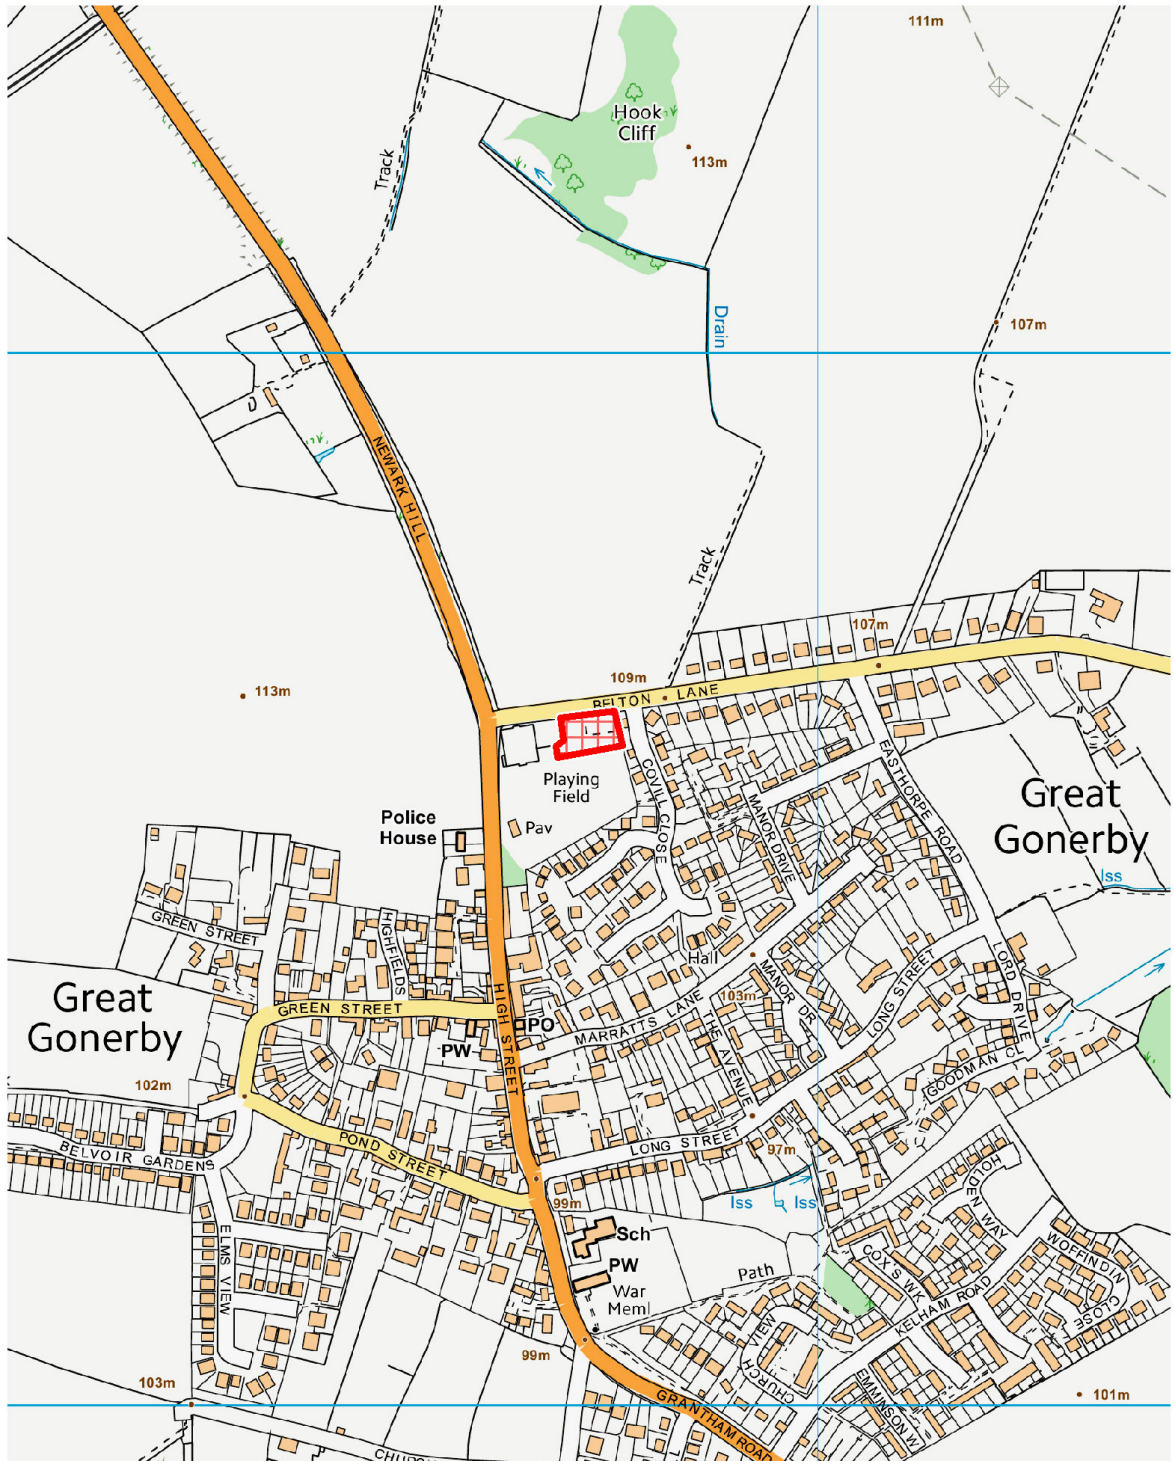 111m
Hook
Cliff
113m
Track
107m
Drain
NEWARK HILL
Track
107m
109m
113m
BELTON LANE
Playing
Field
COVILL CLOSE
EASTHORPE ROAD
Great
Gonerby
MANOR DRIVE
Police
House
Pav
Iss
GREEN STREET
HIGHFIELDS
Hall
LORD DRIVE
MANOR DR
LONG STREET
103m
Great
Gonerby
GREEN STREET
HIGH STREET
PO
MARRATTS LANE
THE AVENUE
PW
GOODMAN CL
102m
POND STREET
LONG STREET
97m
BELVOIR GARDENS
99m
Iss
Iss
HOWDEN WAY
ELMS VIEW
Sch
PW
War
Meml
Path
COX'S WK
WOFFINDIN CLOSE
KELHAM ROAD
CHURCH VIEW
99m
103m
EMMINSON W
101m
GRANTHAM ROAD
CHURCH